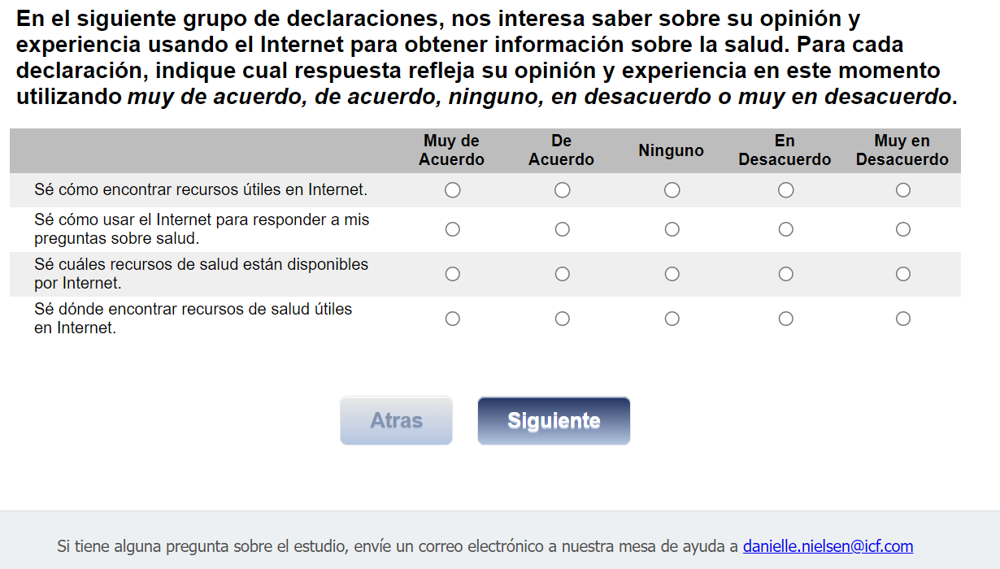 En el siguiente grupo de declaraciones, nos interesa saber sobre su opinión y
experiencia usando el Internet para obtener información sobre la salud. Para cada
declaración, indique cual respuesta refleja su opinión y experiencia en este momento
utilizando muy de acuerdo, de acuerdo, ninguno, en desacuerdo o muy en desacuerdo.
Muy de Acuerdo
De Acuerdo
Ninguno
En Desacuerdo
Muy en Desacuerdo
Sé cómo encontrar recursos útiles en Internet.
Sé cómo usar el Internet para responder a mis
preguntas sobre salud.
Sé cuáles recursos de salud están disponibles
por Internet.
Sé dónde encontrar recursos de salud útiles
en Internet.
Atras
Siguiente
Si tiene alguna pregunta sobre el estudio, envíe un correo electrónico a nuestra mesa de ayuda a danielle.nielsen@icf.com